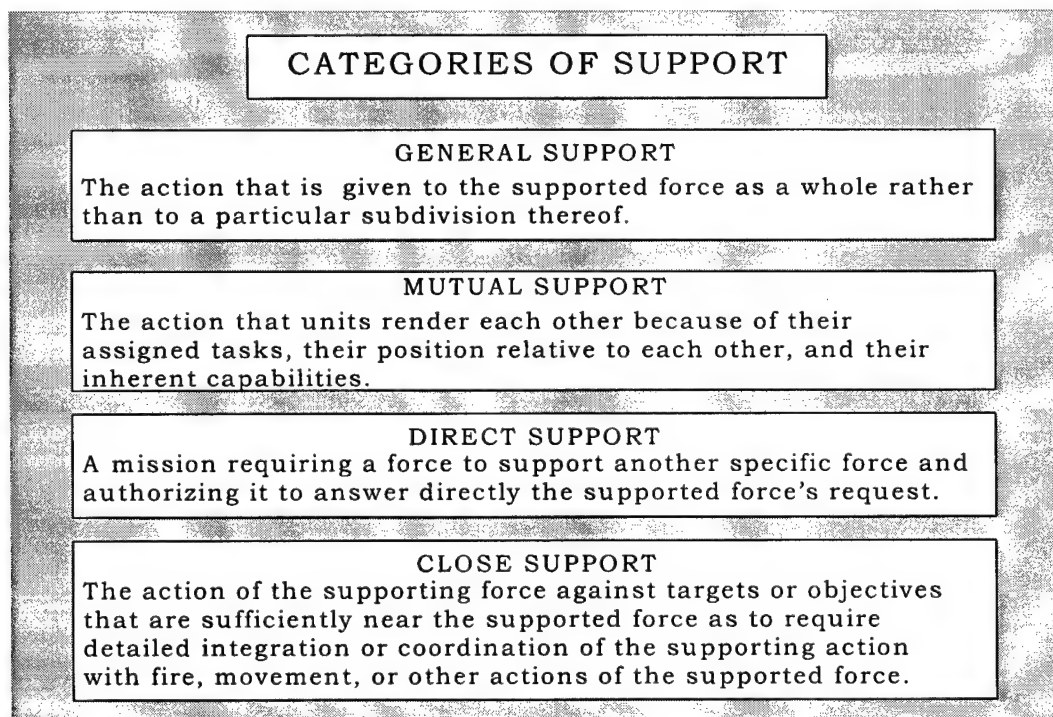 CATEGORIES OF SUPPORT
GENERAL SUPPORT
The action that is given to the supported force as a whole rather
than to a particular subdivision thereof.
MUTUAL SUPPORT
The action that units render each other because of their
assigned tasks, their position relative to each other, and their
inherent capabilities.
DIRECT SUPPORT
A mission requiring a force to support another specific force and
authorizing it to answer directly the supported force's request.
CLOSE SUPPORT
The action of the supporting force against targets or objectives
that are sufficiently near the supported force as to require
detailed integration or coordination of the supporting action
with fire, movement, or other actions of the supported force.